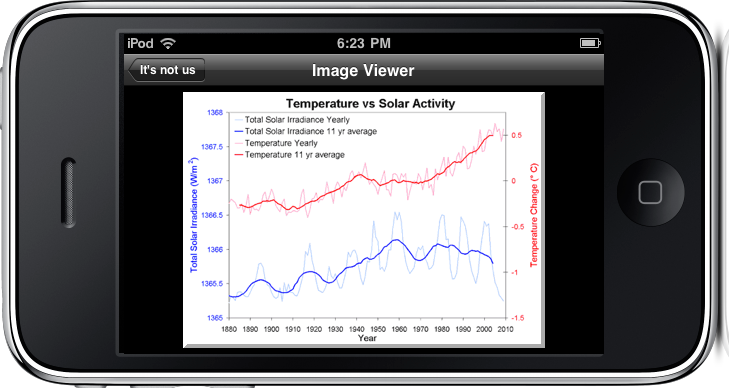 iPod 6:23 PM
It's not us Image Viewer
Temperature vs Solar Activity
Total Solar Irradiance Yearly
Total Solar Irradiance 11 yr average
Temperature Yearly
Temperature 11 yr average
Total Solar Irradiance (W/m²)
1368
1367.5
1367
1366.5
1366
1365.5
1365
0.5
0
-0.5
-1
-1.5
Temperature Change (° C)
1880 1890 1900 1910 1920 1930 1940 1950 1960 1970 1980 1990 2000 2010
Year